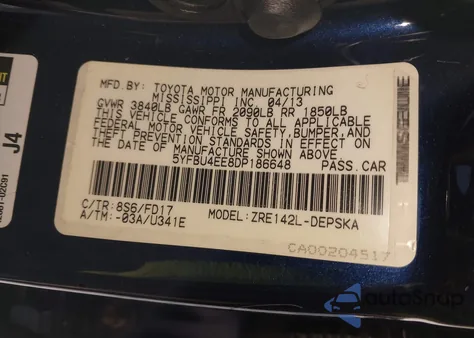 MFD.BY: TOYOTA MOTOR MANUFACTURING
MISSISSIPPI INC 04/13
GVWR 3840LB GAWR FR 2090LB RR 1850LB
THIS VEHICLE CONFORMS TO ALL APPLICABLE
FEDERAL MOTOR VEHICLE SAFETY,BUMPER,AND
THEFT PREVENTION STANDARDS IN EFFECT ON
THE DATE OF MANUFACTURE SHOWN ABOVE.
5YFBU4EE8DP186648 PASS.CAR
C/TR: 8S6/FD17 MODEL: ZRE142L-DEPSKA
A/TM: -03A/U341E
CA00204517
J4
autoSnap